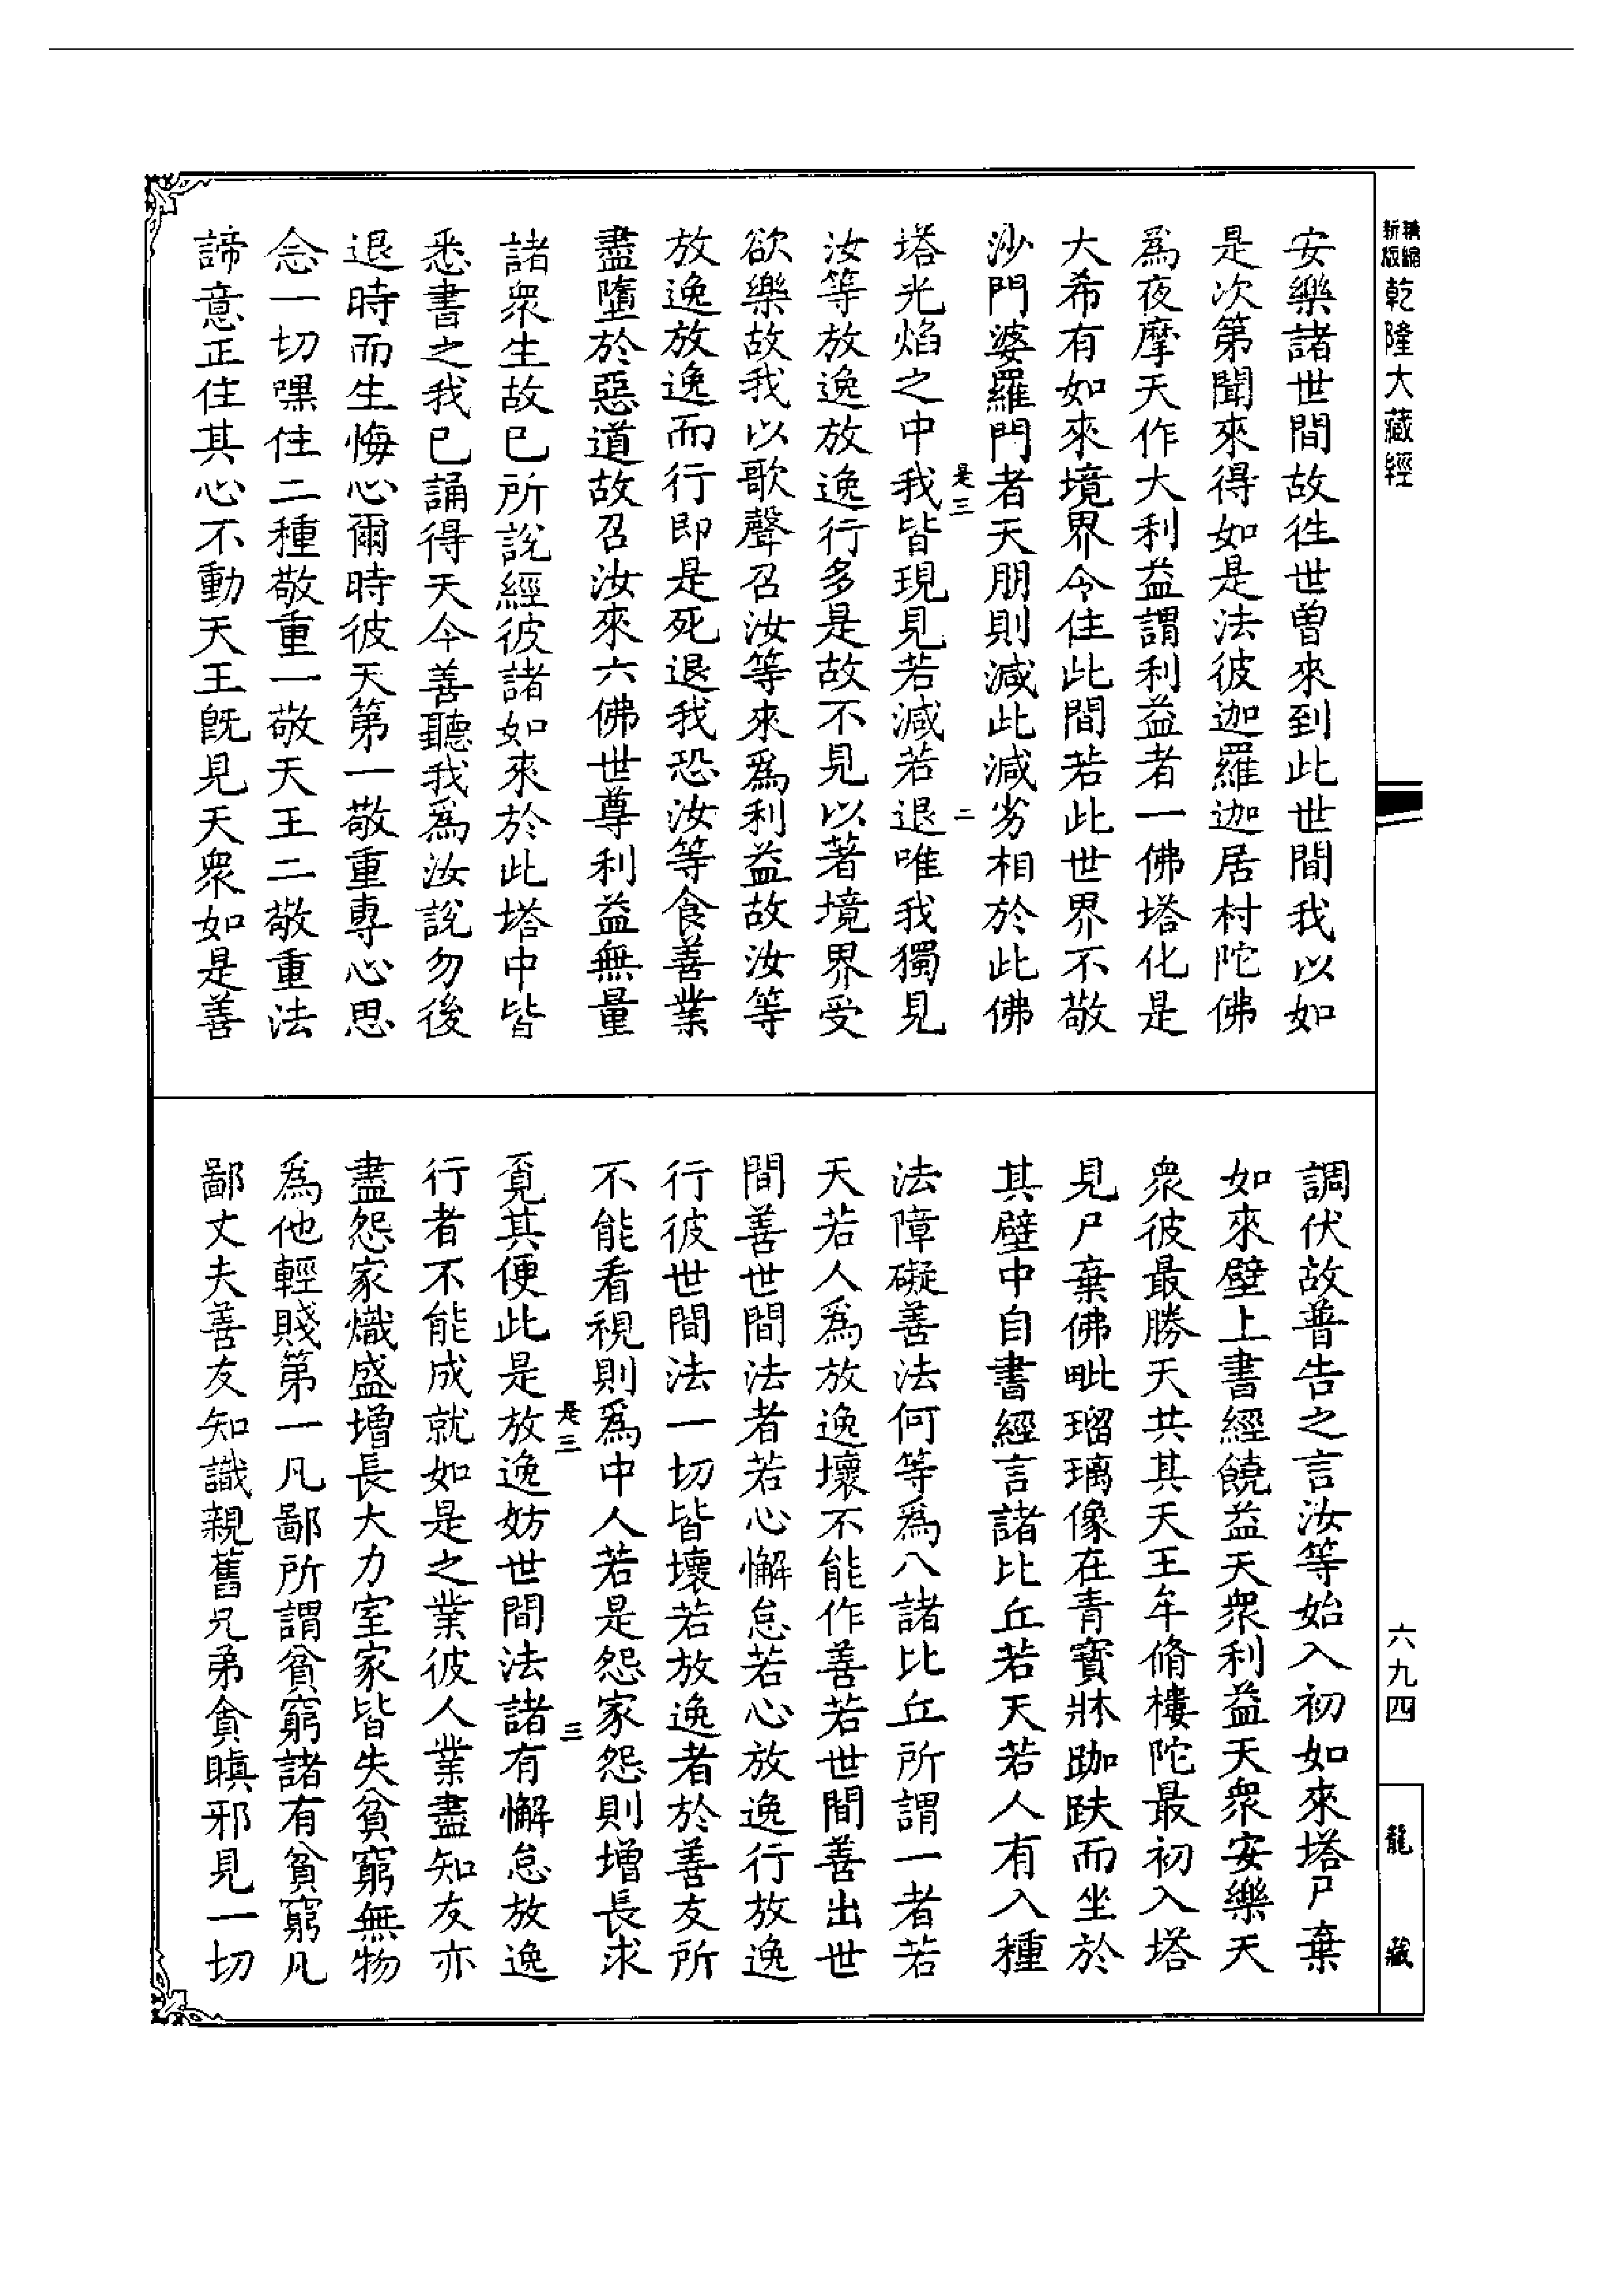 精縮新版乾隆大藏經
安樂諸世間故往世曾來到此世間我以如
是次第聞來得如是法彼迦羅迦居村陀佛
爲夜摩天作大利益謂利益者一佛塔化是
大希有如來境界令住此間若此世界不敬
沙門婆羅門者天朋則減此減劣相於此佛
是三 二
塔光焰之中我皆現見若減若退唯我獨見
汝等放逸放逸行多是故不見以著境界受
欲樂故我以歌聲召汝等來爲利益故汝等
放逸放逸而行即是死退我恐汝等食善業
盡墮於惡道故召汝來六佛世尊利益無量
諸衆生故已所說經彼諸如來於此塔中皆
悉書之我已誦得天今善聽我爲汝說勿後
退時而生悔心爾時彼天第一敬重專心思
念一切嘿住二種敬重一敬天王二敬重法
諦意正住其心不動天王旣見天衆如是善
調伏故普告之言汝等始入初如來塔尸棄
如來壁上書經饒益天衆利益天衆安樂天
衆彼最勝天共其天王牟脩樓陀最初入塔
見尸棄佛毗瑠璃像在青寶牀跏趺而坐於
其壁中自書經言諸比丘若天若人有入種
法障礙善法何等爲八諸比丘所謂一者若
天若人爲放逸壞不能作善若世間善出世
間善世間法者若心懈怠若心放逸行放逸
行彼世間法一切皆壞若放逸者於善友所
不能看視則爲中人若是怨家怨則增長求
是三 三
覓其便此是放逸妨世間法諸有懈怠放逸
行者不能成就如是之業彼人業盡知友亦
盡怨家熾盛增長大力室家皆失貧窮無物
爲他輕賤第一凡鄙所謂貧窮諸有貧窮凡
鄙丈夫善友知識親舊兄弟貪瞋邪見一切
六九四
龍藏